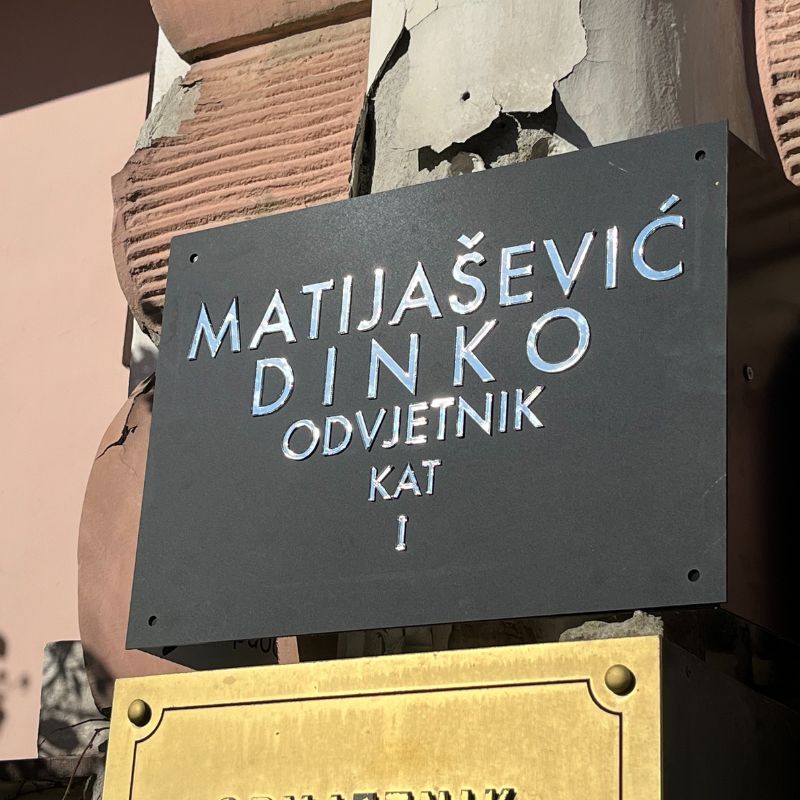 MATIJAŠEVIĆ
DINKO
ODVJETNIK
KAT
I